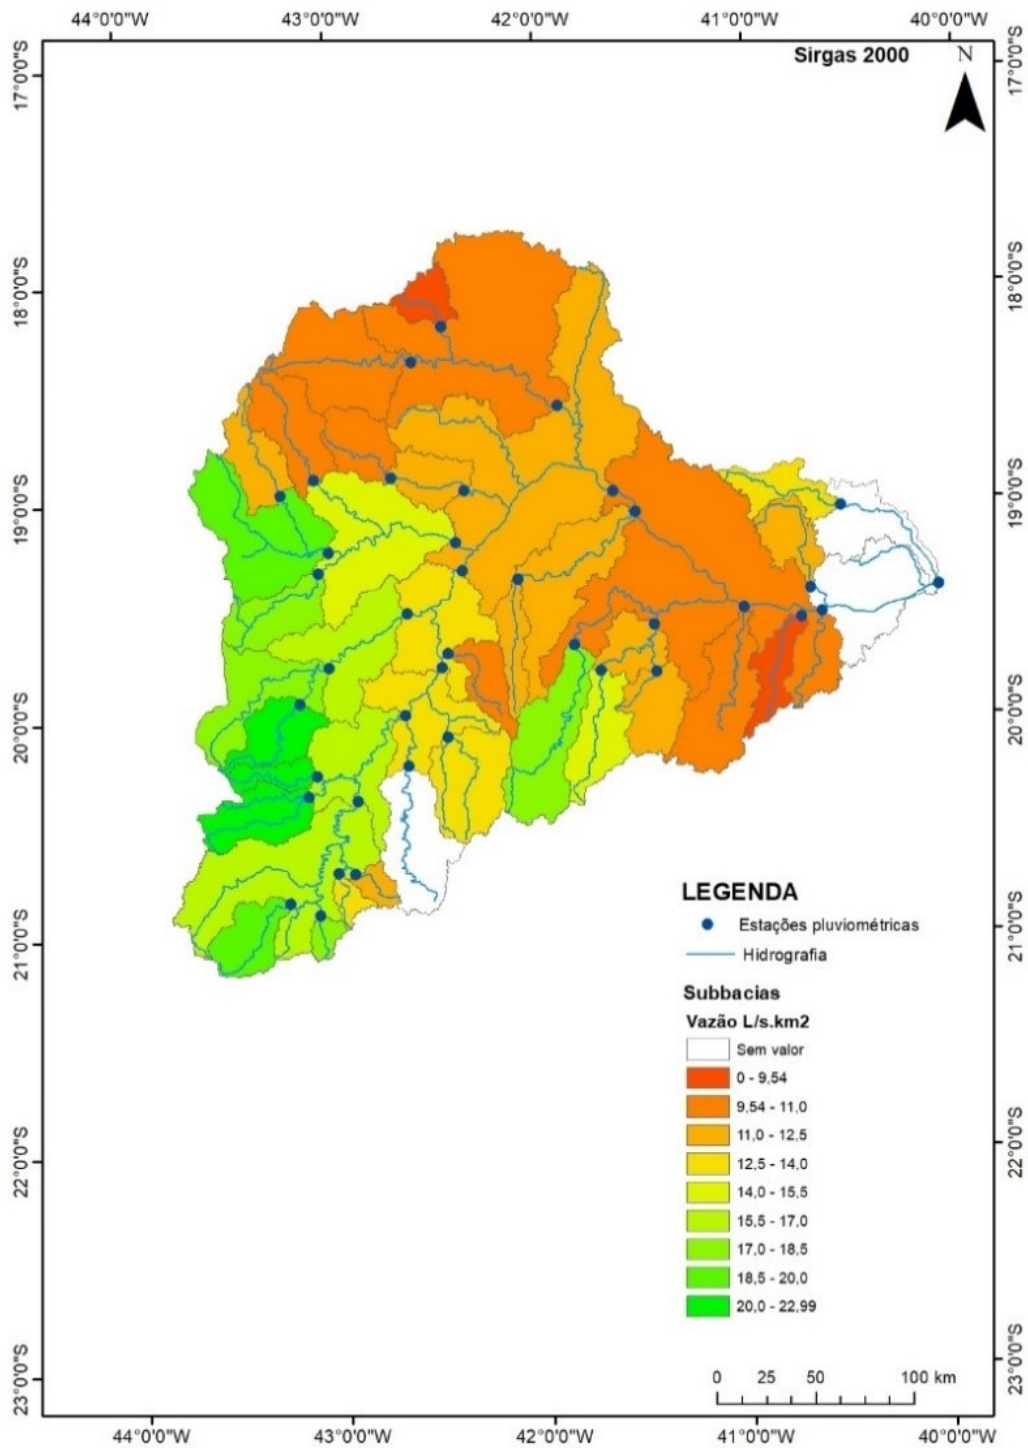 44°0'0"W 43°0'0"W 42°0'0"W 41°0'0"W 40°0'0"W
Sirgas 2000
N
17°0'0"S 17°0'0"S
18°0'0"S 18°0'0"S
19°0'0"S 19°0'0"S
20°0'0"S 20°0'0"S
LEGENDA
Estações pluviométricas
21°0'0"S 21°0'0"S
Hidrografia
Subbacias
Vazão L/s.km2
Sem valor
0 - 9,54
9,54 - 11,0
11,0 - 12,5
22°0'0"S 22°0'0"S
12,5 - 14,0
14,0 - 15,5
15,5 - 17,0
17,0 - 18,5
18,5 - 20,0
20,0 - 22,99
23°0'0"S 23°0'0"S
0 25 50 100 km
44°0'0"W 43°0'0"W 42°0'0"W 41°0'0"W 40°0'0"W